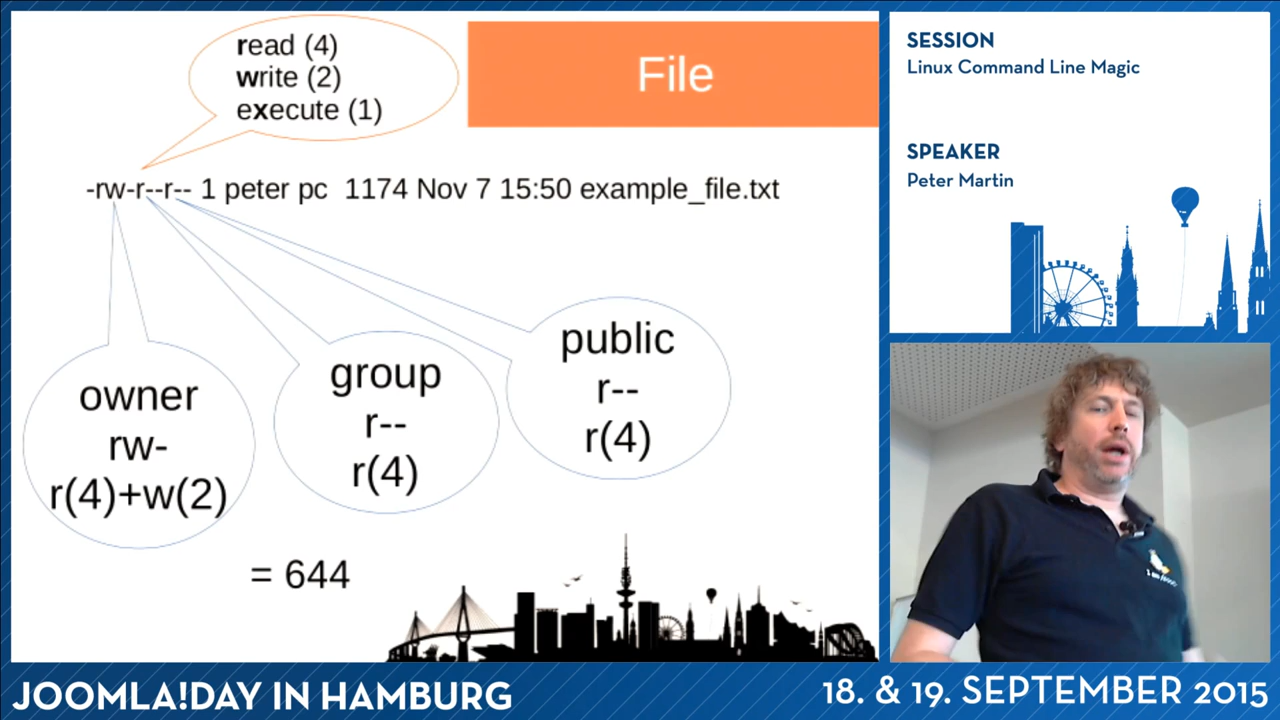 read (4)
write (2)
execute (1)
File
-rw-r--r-- 1 peter pc 1174 Nov 7 15:50 example_file.txt
owner
rw-
r(4)+w(2)
group
r--
r(4)
public
r--
r(4)
= 644
SESSION
Linux Command Line Magic
SPEAKER
Peter Martin
JOOMLA!DAY IN HAMBURG
18. & 19. SEPTEMBER 2015